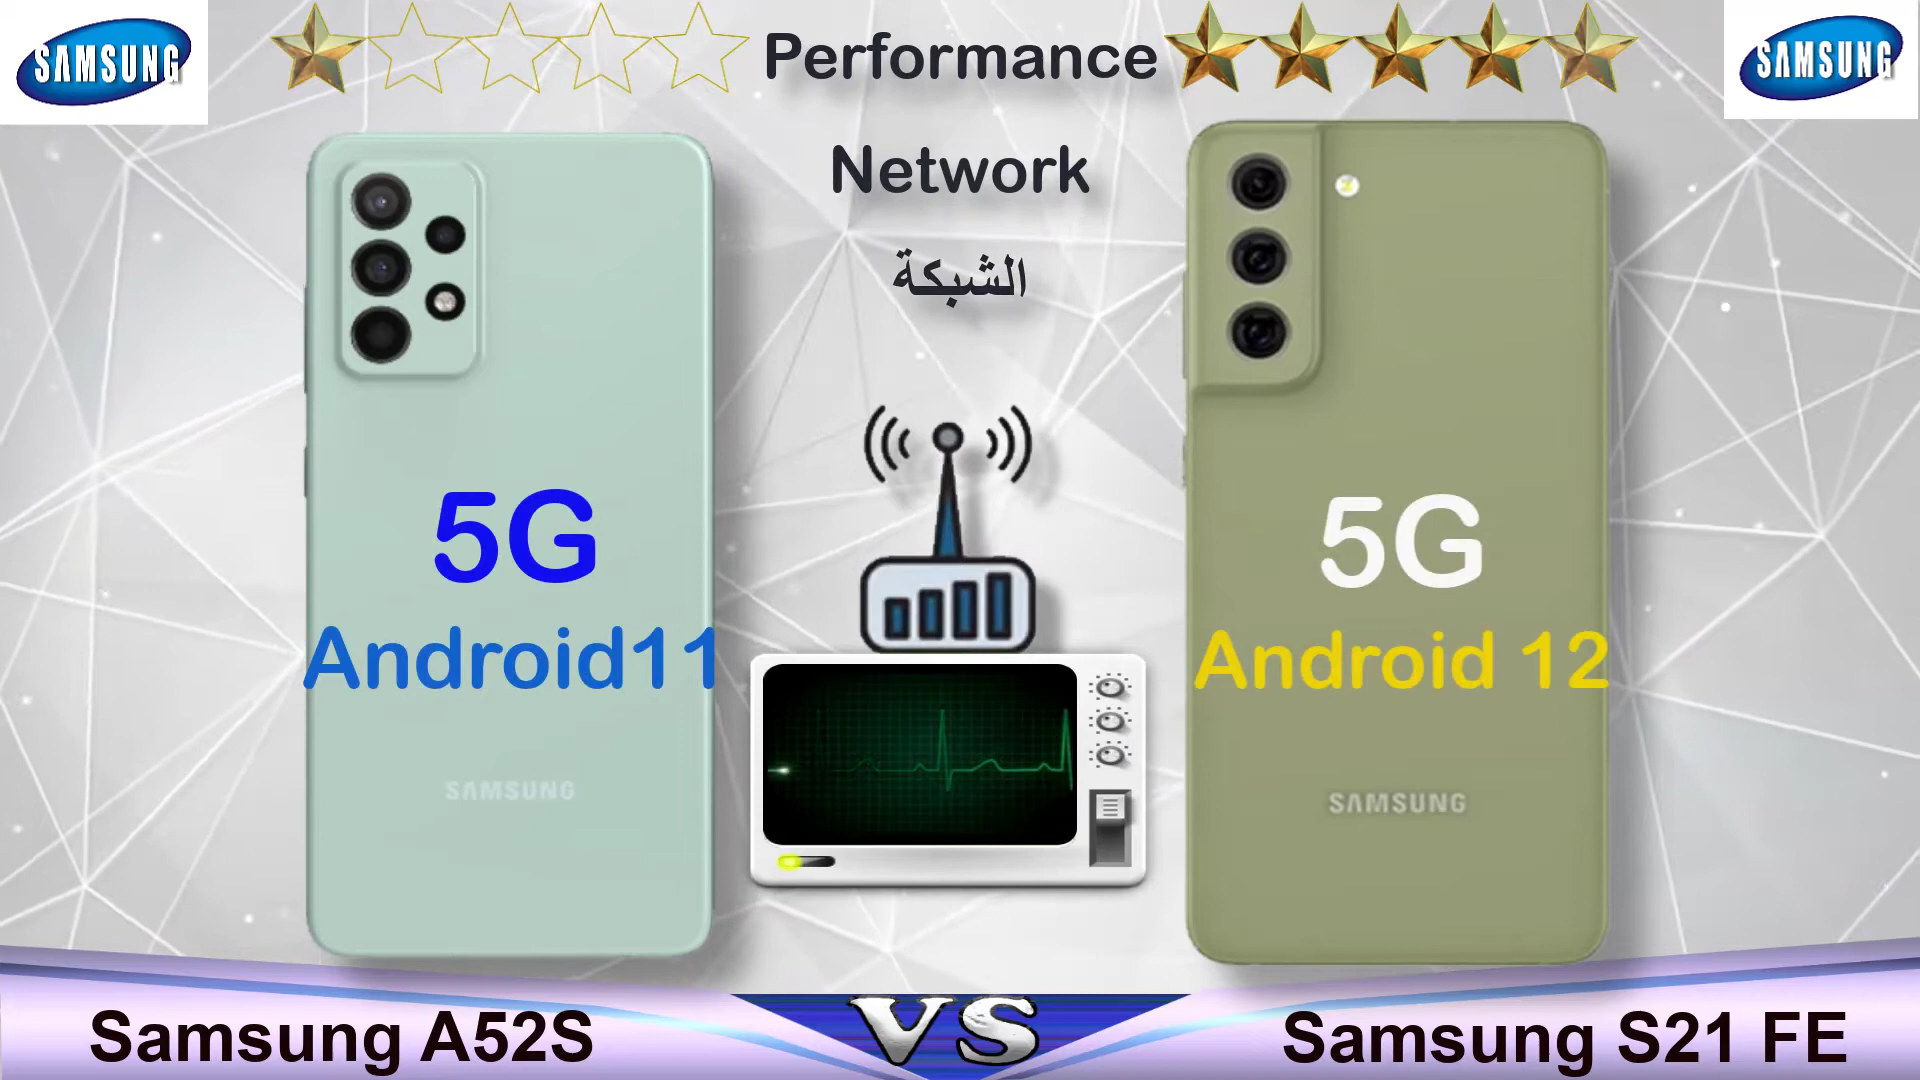 SAMSUNG
Performance
SAMSUNG
Network
الشبكة
5G
Android11
SAMSUNG
5G
Android 12
SAMSUNG
Samsung A52S
VS
Samsung S21 FE